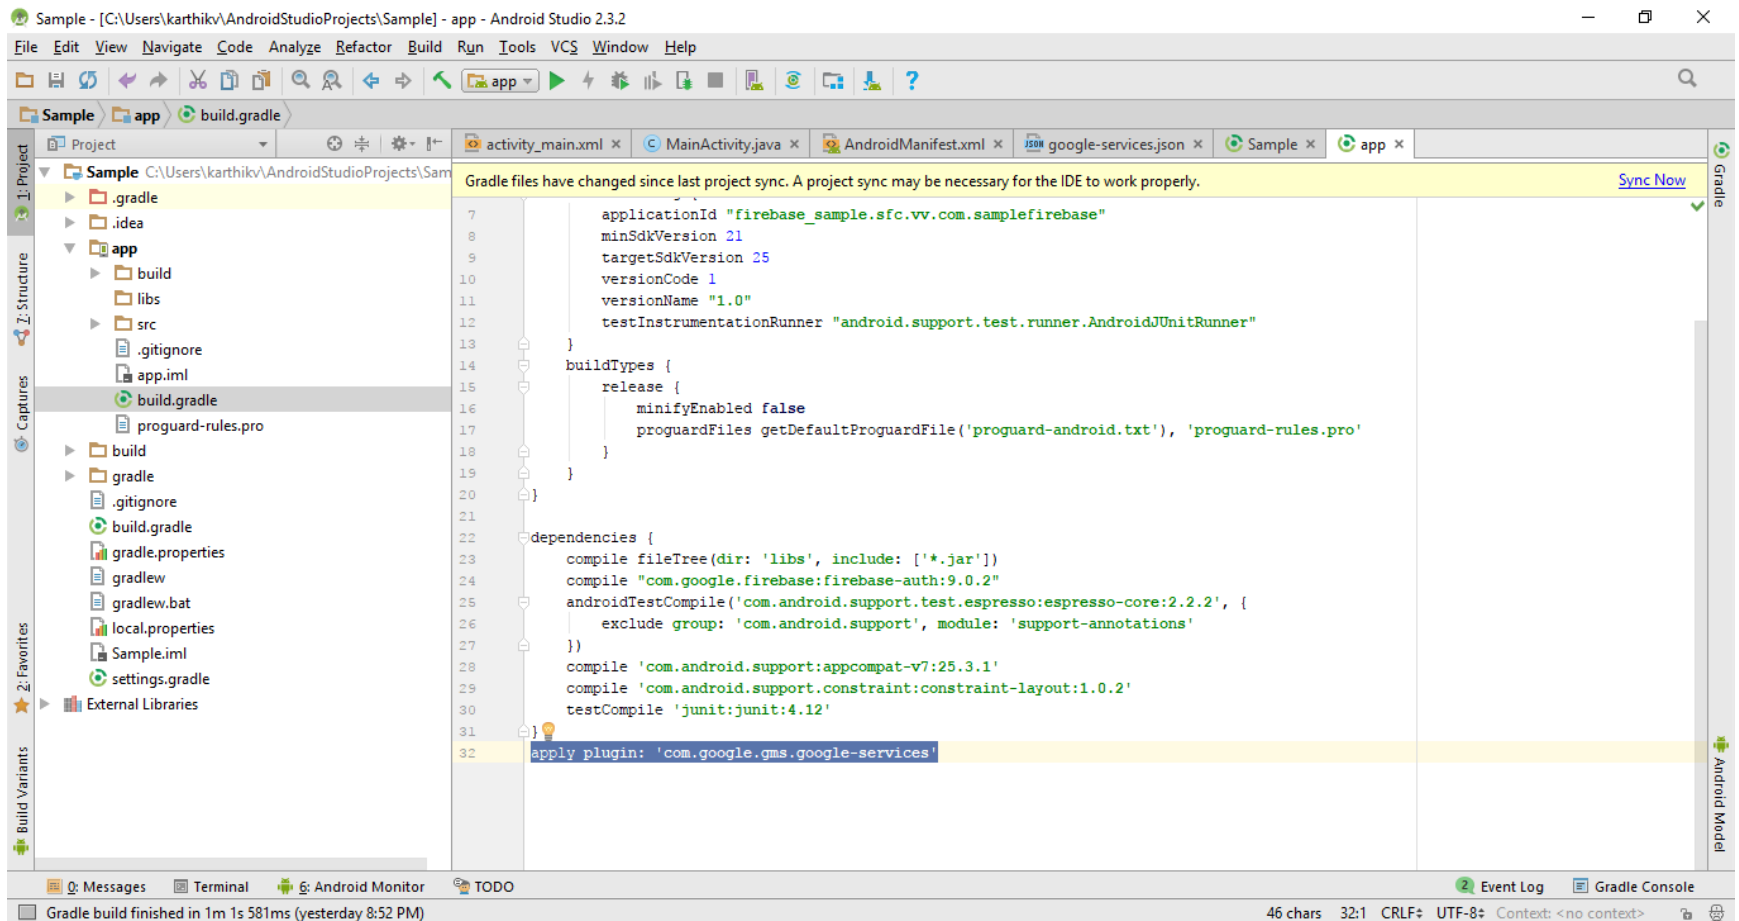 Sample - [C:\Users\karthikv\AndroidStudioProjects\Sample] - app - Android Studio 2.3.2
File Edit View Navigate Code Analyze Refactor Build Run Tools VCS Window Help
app
?
Sample app build.gradle
Project
activity_main.xml × MainActivity.java × AndroidManifest.xml × JSON google-services.json × Sample × app ×
1: Project
7: Structure
Captures
2: Favorites
Build Variants
Sample C:\Users\karthikv\AndroidStudioProjects\Sam
.gradle
.idea
app
build
libs
src
.gitignore
app.iml
build.gradle
proguard-rules.pro
build
gradle
.gitignore
build.gradle
gradle.properties
gradlew
gradlew.bat
local.properties
Sample.iml
settings.gradle
External Libraries
Gradle files have changed since last project sync. A project sync may be necessary for the IDE to work properly. Sync Now
7 applicationId "firebase_sample.sfc.vv.com.samplefirebase"
8 minSdkVersion 21
9 targetSdkVersion 25
10 versionCode 1
11 versionName "1.0"
12 testInstrumentationRunner "android.support.test.runner.AndroidJUnitRunner"
13 }
14 buildTypes {
15 release {
16 minifyEnabled false
17 proguardFiles getDefaultProguardFile('proguard-android.txt'), 'proguard-rules.pro'
18 }
19 }
20 }
21
22 dependencies {
23 compile fileTree(dir: 'libs', include: ['*.jar'])
24 compile "com.google.firebase:firebase-auth:9.0.2"
25 androidTestCompile('com.android.support.test.espresso:espresso-core:2.2.2', {
26 exclude group: 'com.android.support', module: 'support-annotations'
27 })
28 compile 'com.android.support:appcompat-v7:25.3.1'
29 compile 'com.android.support.constraint:constraint-layout:1.0.2'
30 testCompile 'junit:junit:4.12'
31 }
32 apply plugin: 'com.google.gms.google-services'
Gradle
Android Model
0: Messages Terminal 6: Android Monitor TODO 2 Event Log Gradle Console
Gradle build finished in 1m 1s 581ms (yesterday 8:52 PM) 46 chars 32:1 CRLF UTF-8 Context: <no context>